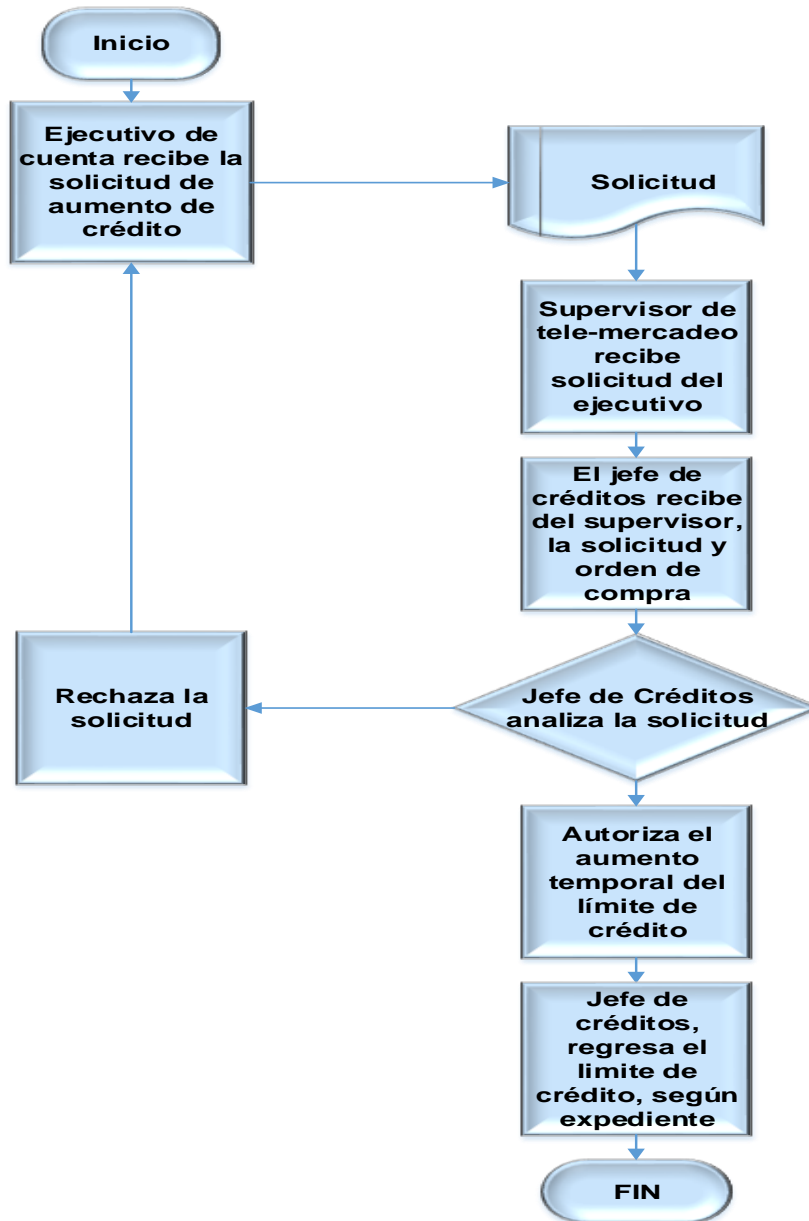 Inicio
Ejecutivo de
cuenta recibe la
solicitud de
aumento de
crédito
Solicitud
Supervisor de
tele-mercadeo
recibe
solicitud del
ejecutivo
El jefe de
créditos recibe
del supervisor,
la solicitud y
orden de
compra
Jefe de Créditos
analiza la solicitud
Rechaza la
solicitud
Autoriza el
aumento
temporal del
límite de
crédito
Jefe de
créditos,
regresa el
limite de
crédito, según
expediente
FIN